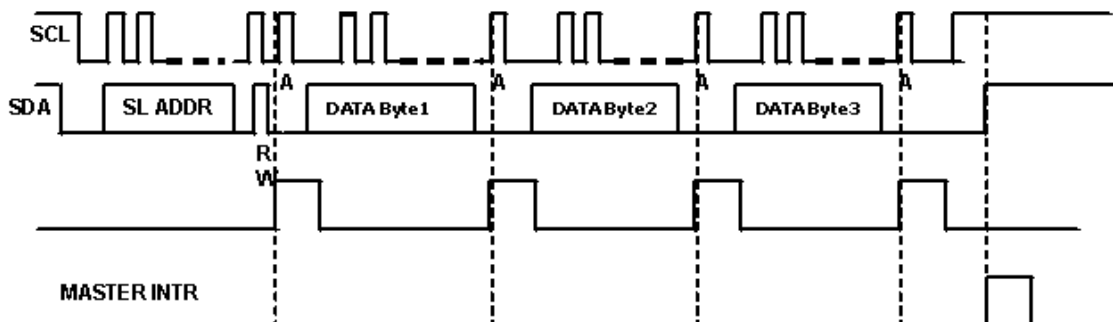 SCL
A A A A
SDA SL ADDR DATA Byte1 DATA Byte2 DATA Byte3
R
W
MASTER INTR